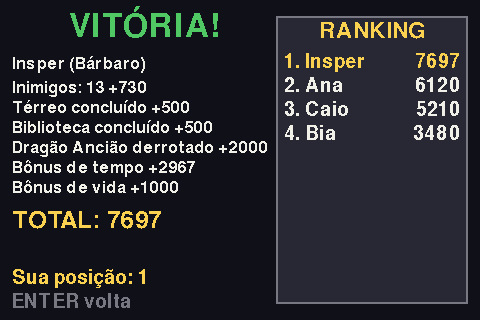 VITÓRIA!
Insper (Bárbaro)
Inimigos: 13 +730
Térreo concluído +500
Biblioteca concluído +500
Dragão Ancião derrotado +2000
Bônus de tempo +2967
Bônus de vida +1000
TOTAL: 7697
Sua posição: 1
ENTER volta
RANKING
1. Insper 7697
2. Ana 6120
3. Caio 5210
4. Bia 3480